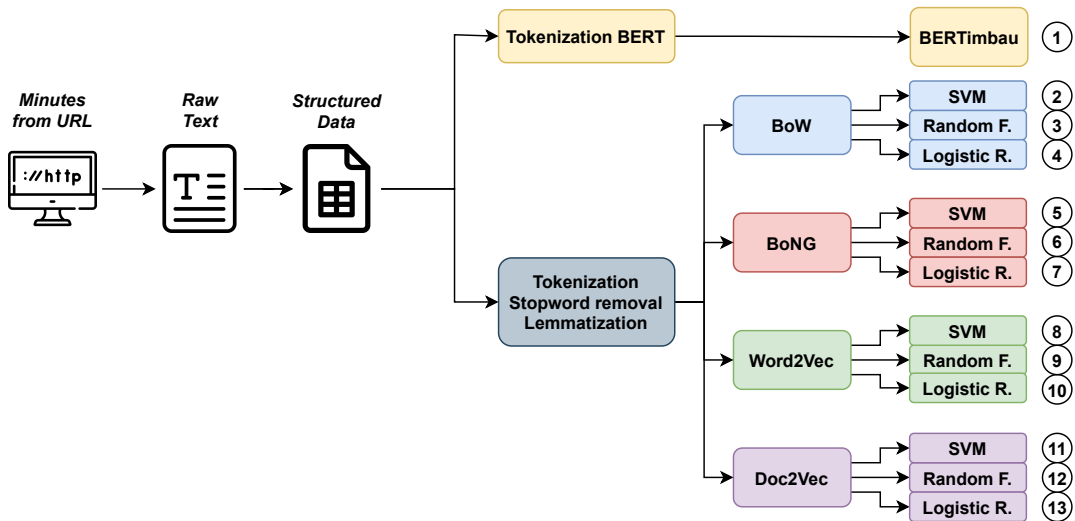 Minutes
from URL
://http
Raw
Text
T
Structured
Data
Tokenization BERT
BERTimbau
1
Tokenization
Stopword removal
Lemmatization
BoW
SVM
2
Random F.
3
Logistic R.
4
BoNG
SVM
5
Random F.
6
Logistic R.
7
Word2Vec
SVM
8
Random F.
9
Logistic R.
10
Doc2Vec
SVM
11
Random F.
12
Logistic R.
13